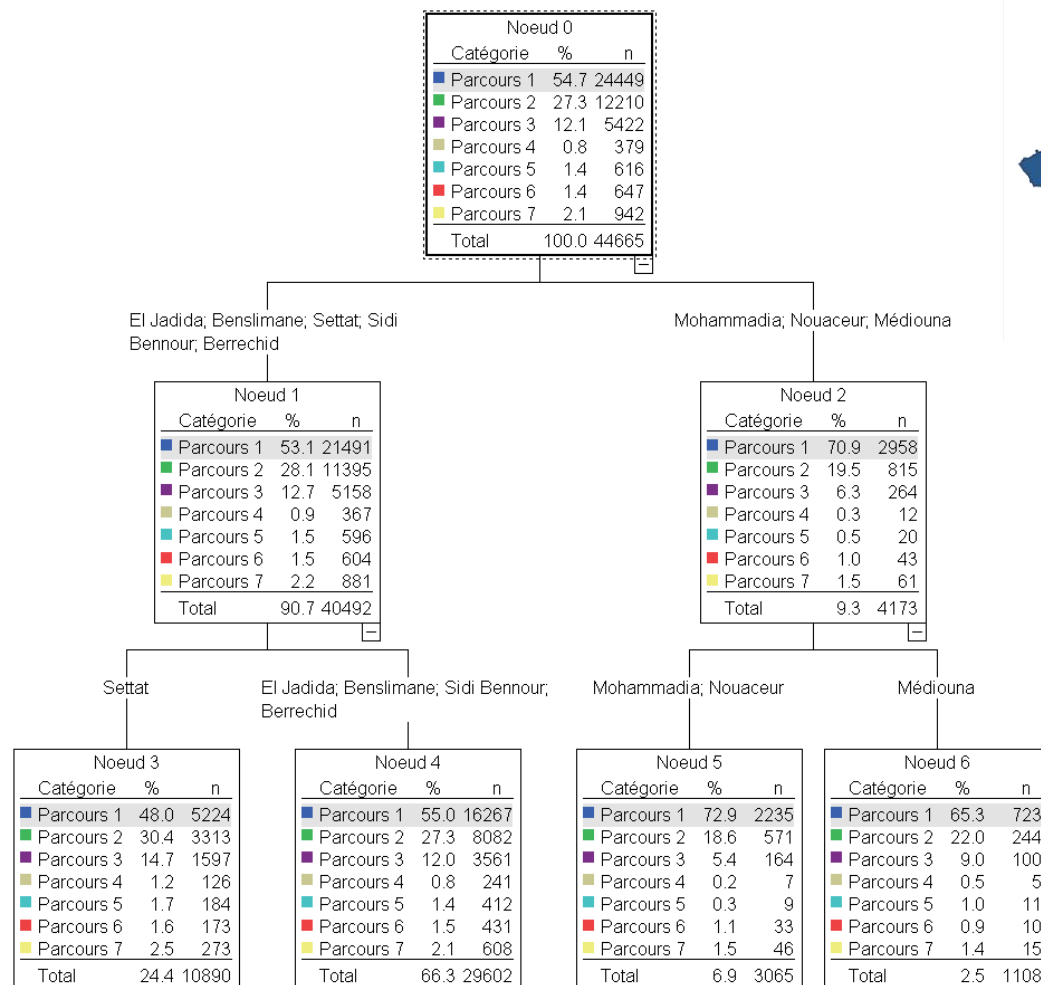 Noeud 0
Catégorie % n
Parcours 1 54.7 24449
Parcours 2 27.3 12210
Parcours 3 12.1 5422
Parcours 4 0.8 379
Parcours 5 1.4 616
Parcours 6 1.4 647
Parcours 7 2.1 942
Total 100.0 44665
El Jadida; Benslimane; Settat; Sidi
Bennour; Berrechid
Mohammadia; Nouaceur; Médiouna
Noeud 1
Catégorie % n
Parcours 1 53.1 21491
Parcours 2 28.1 11395
Parcours 3 12.7 5158
Parcours 4 0.9 367
Parcours 5 1.5 596
Parcours 6 1.5 604
Parcours 7 2.2 881
Total 90.7 40492
Noeud 2
Catégorie % n
Parcours 1 70.9 2958
Parcours 2 19.5 815
Parcours 3 6.3 264
Parcours 4 0.3 12
Parcours 5 0.5 20
Parcours 6 1.0 43
Parcours 7 1.5 61
Total 9.3 4173
Settat
El Jadida; Benslimane; Sidi Bennour;
Berrechid
Mohammadia; Nouaceur
Médiouna
Noeud 3
Catégorie % n
Parcours 1 48.0 5224
Parcours 2 30.4 3313
Parcours 3 14.7 1597
Parcours 4 1.2 126
Parcours 5 1.7 184
Parcours 6 1.6 173
Parcours 7 2.5 273
Total 24.4 10890
Noeud 4
Catégorie % n
Parcours 1 55.0 16267
Parcours 2 27.3 8082
Parcours 3 12.0 3561
Parcours 4 0.8 241
Parcours 5 1.4 412
Parcours 6 1.5 431
Parcours 7 2.1 608
Total 66.3 29602
Noeud 5
Catégorie % n
Parcours 1 72.9 2235
Parcours 2 18.6 571
Parcours 3 5.4 164
Parcours 4 0.2 7
Parcours 5 0.3 9
Parcours 6 1.1 33
Parcours 7 1.5 46
Total 6.9 3065
Noeud 6
Catégorie % n
Parcours 1 65.3 723
Parcours 2 22.0 244
Parcours 3 9.0 100
Parcours 4 0.5 5
Parcours 5 1.0 11
Parcours 6 0.9 10
Parcours 7 1.4 15
Total 2.5 1108